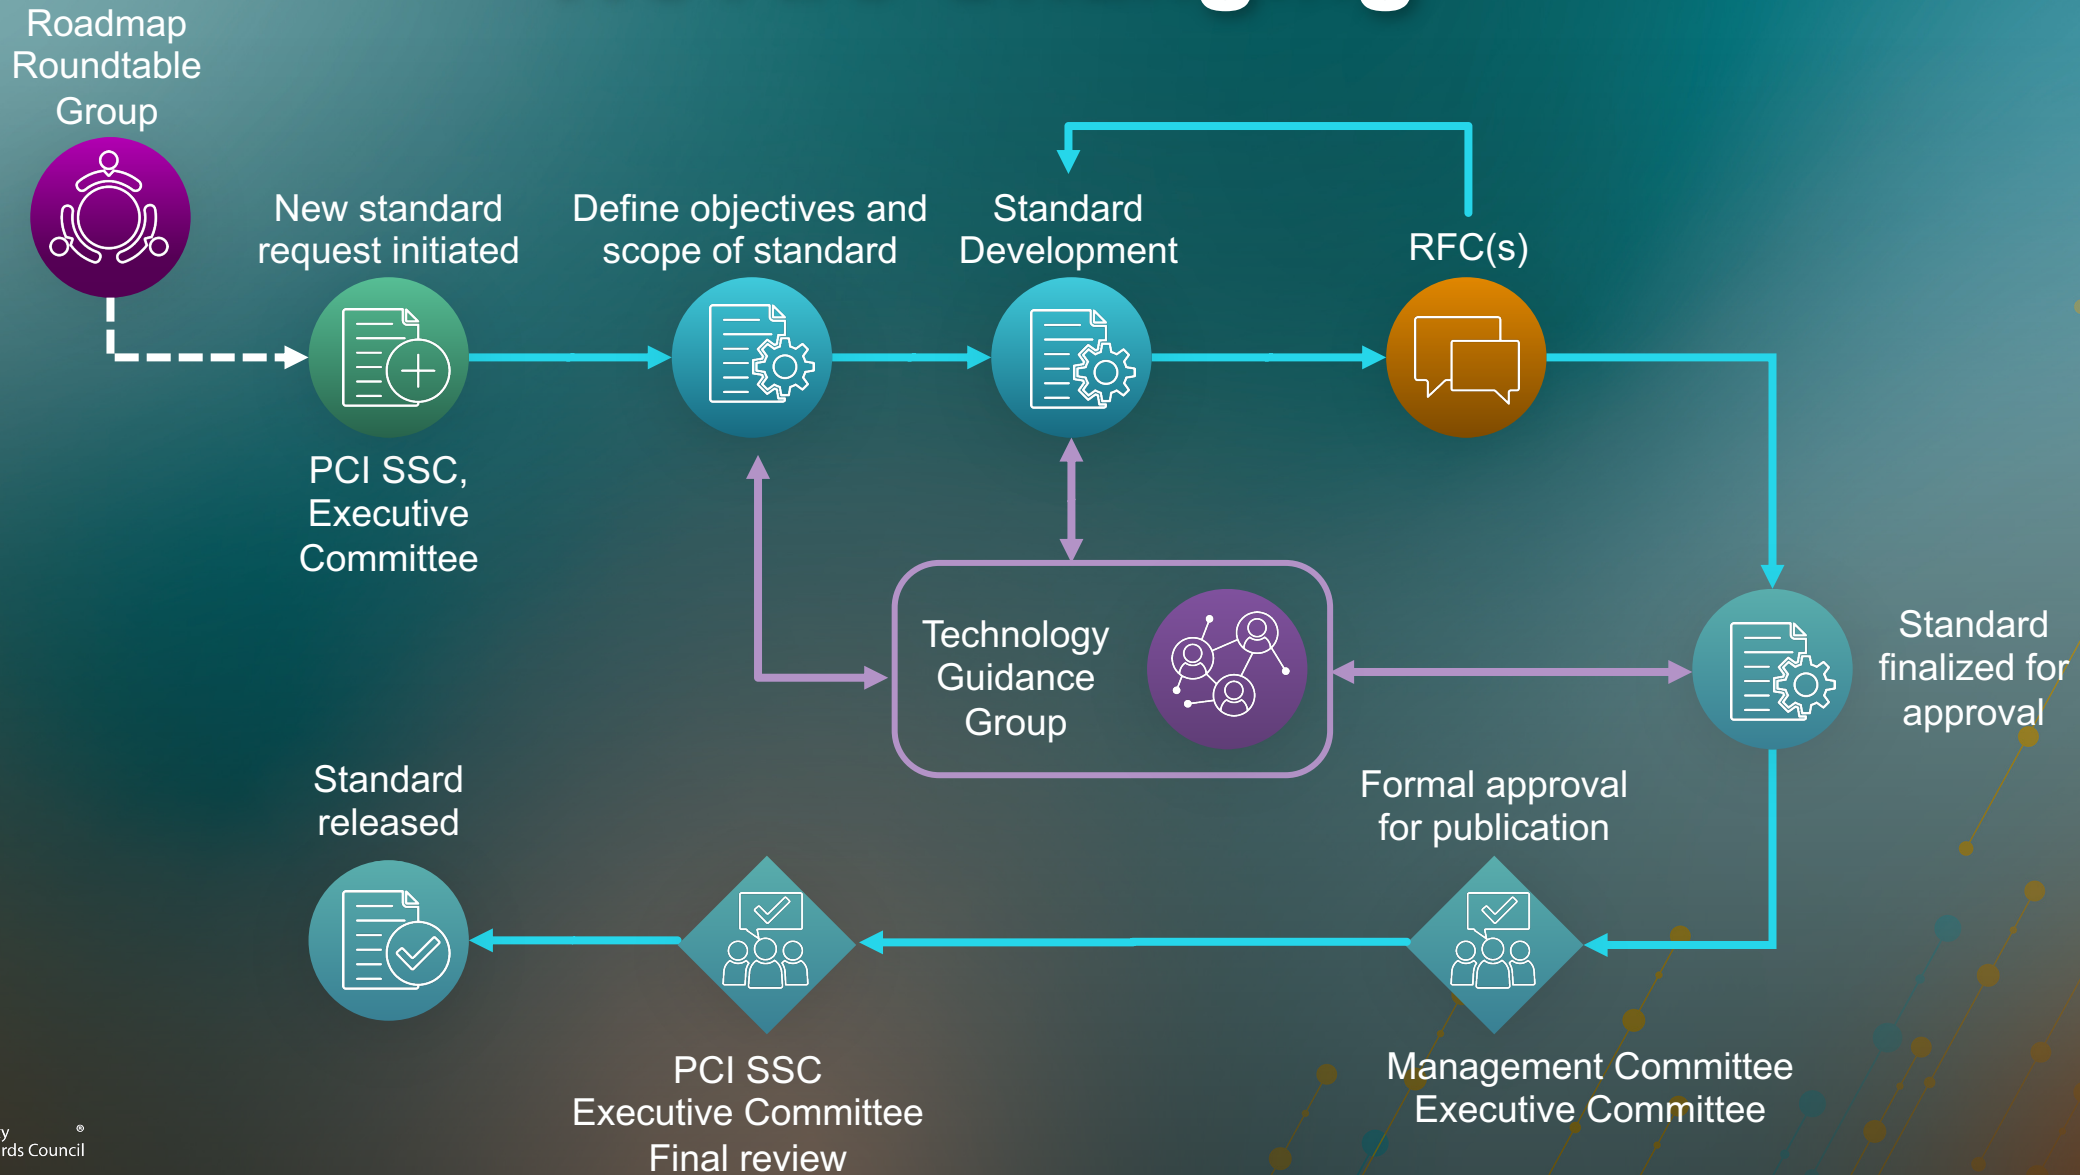 Roadmap
Roundtable
Group
New standard
request initiated
Define objectives and
scope of standard
Standard
Development
RFC(s)
PCI SSC,
Executive
Committee
Technology
Guidance
Group
Standard
finalized for
approval
Standard
released
Formal approval
for publication
PCI SSC
Executive Committee
Final review
Management Committee
Executive Committee
®
rds Council